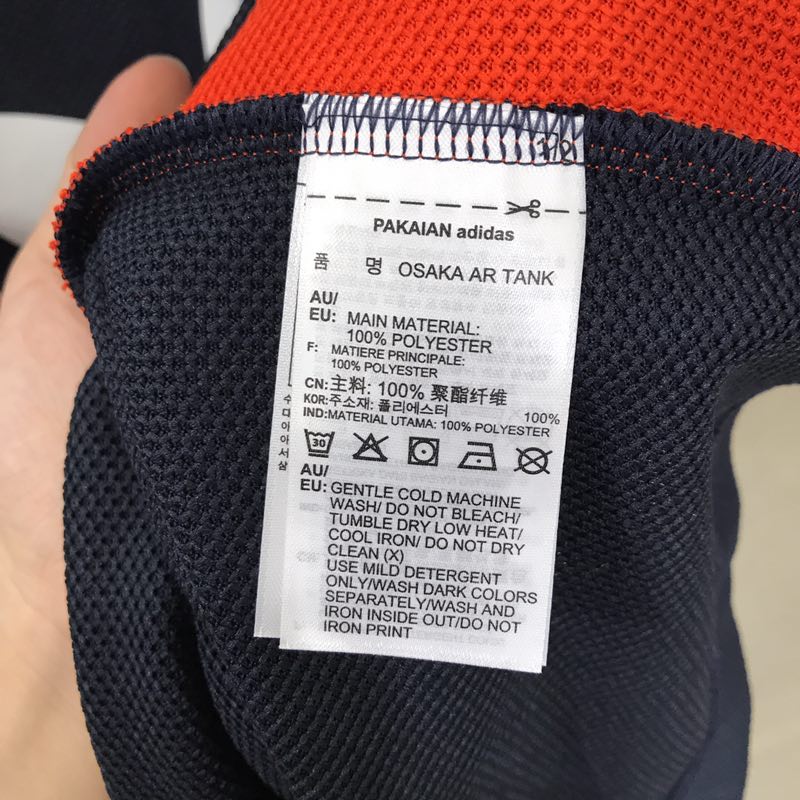 PAKAIAN adidas
품 명 OSAKA AR TANK
AU/
EU: MAIN MATERIAL:
100% POLYESTER
F: MATIERE PRINCIPALE:
100% POLYESTER
CN:主料: 100% 聚酯纤维
KOR:주소재: 폴리에스터 100%
IND:MATERIAL UTAMA: 100% POLYESTER
30
AU/
EU: GENTLE COLD MACHINE
WASH/ DO NOT BLEACH/
TUMBLE DRY LOW HEAT/
COOL IRON/ DO NOT DRY
CLEAN (X)
USE MILD DETERGENT
ONLY/WASH DARK COLORS
SEPARATELY/WASH AND
IRON INSIDE OUT/DO NOT
IRON PRINT